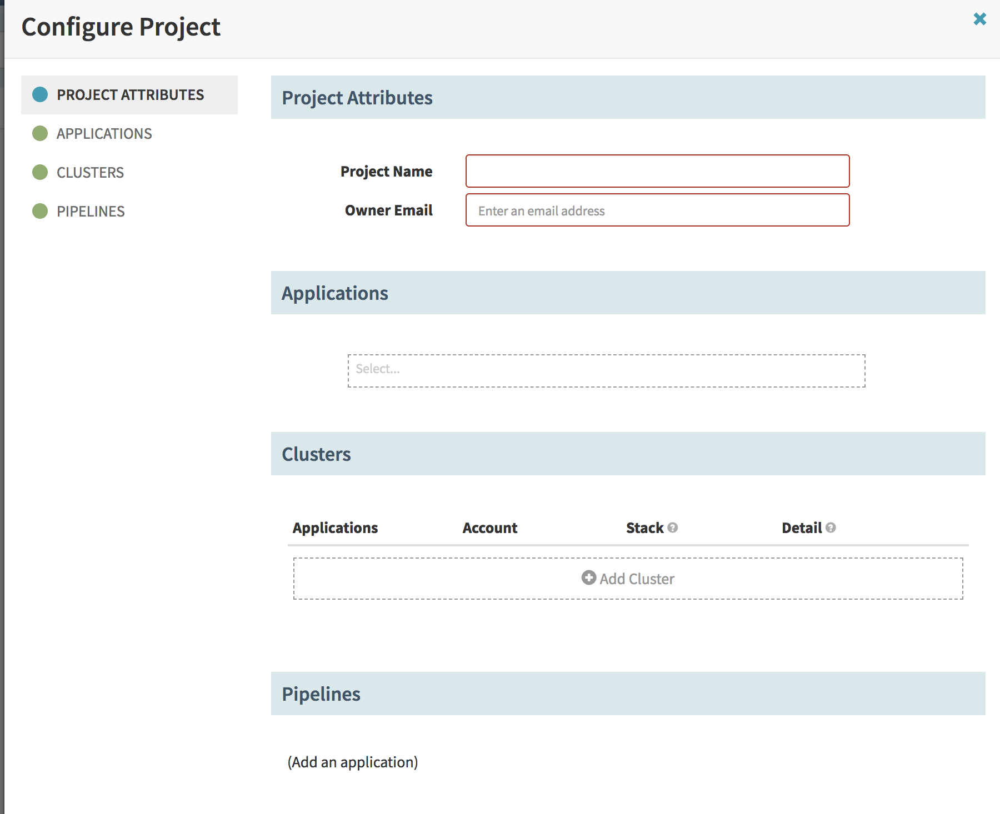 Configure Project
PROJECT ATTRIBUTES
APPLICATIONS
CLUSTERS
PIPELINES
Project Attributes
Project Name
Owner Email Enter an email address
Applications
Select...
Clusters
Applications Account Stack ? Detail ?
Add Cluster
Pipelines
(Add an application)